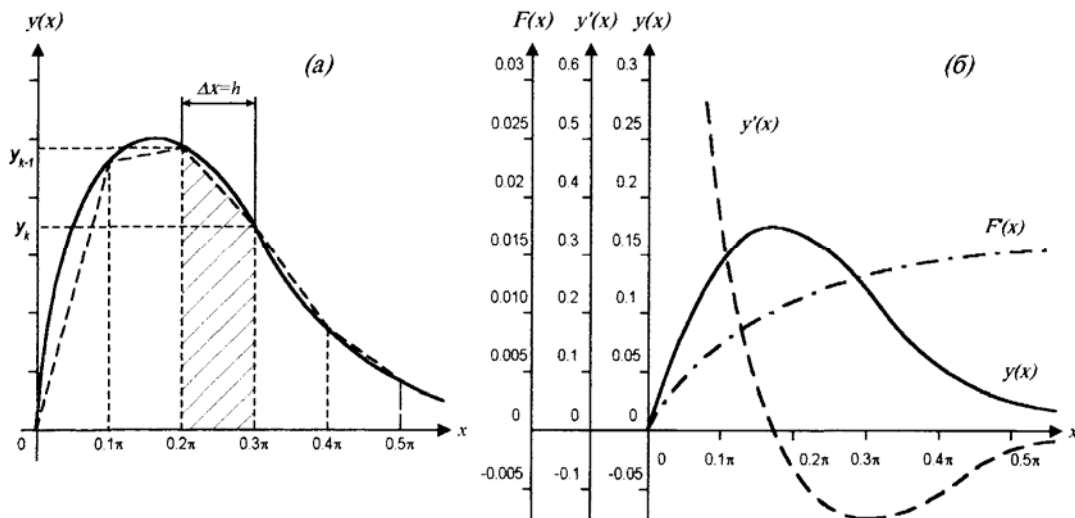 y(x)
(a)
Δx=h
y_{k-1}
y_k
0
0.1π
0.2π
0.3π
0.4π
0.5π
x
F(x) y'(x) y(x)
(б)
0.03 0.6 0.3
0.025 0.5 0.25
0.02 0.4 0.2
0.015 0.3 0.15
0.010 0.2 0.1
0.005 0.1 0.05
0 0 0
-0.005 -0.1 -0.05
y'(x)
F(x)
y(x)
x
0 0.1π 0.2π 0.3π 0.4π 0.5π